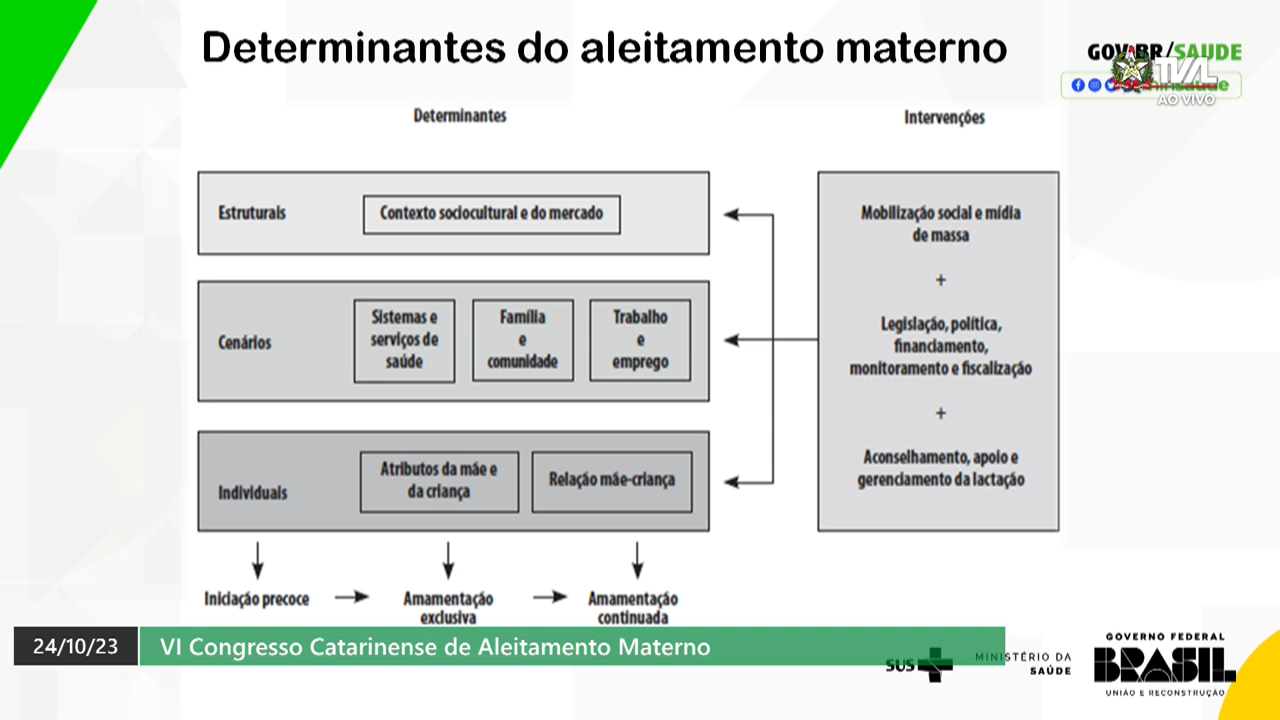 Determinantes do aleitamento materno
GOV.BR/SAUDE
TVAL
AO VIVO
Determinantes
Intervenções
Estruturais
Contexto sociocultural e do mercado
Cenários
Sistemas e
serviços de
saúde
Família
e
comunidade
Trabalho
e
emprego
Individuais
Atributos da mãe e
da criança
Relação mãe-criança
Mobilização social e mídia
de massa
+
Legislação, política,
financiamento,
monitoramento e fiscalização
+
Aconselhamento, apoio e
gerenciamento da lactação
Iniciação precoce
Amamentação
exclusiva
Amamentação
continuada
24/10/23
VI Congresso Catarinense de Aleitamento Materno
SUS
MINISTÉRIO DA
SAÚDE
GOVERNO FEDERAL
BRASIL
UNIÃO E RECONSTRUÇÃO